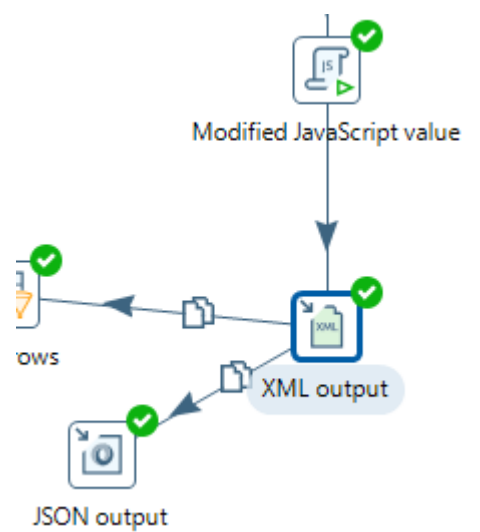 JS
Modified JavaScript value
XML
rows
XML output
JSON output